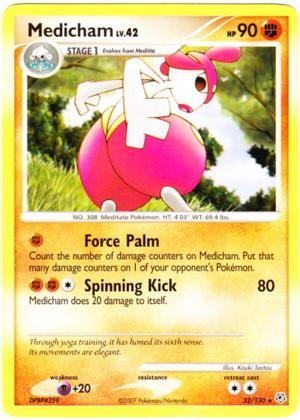 Medicham LV.42 HP 90
STAGE 1 Evolves from Meditite
NO. 308 Meditate Pokémon HT: 4'03" WT: 69.4 lbs.
Force Palm
Count the number of damage counters on Medicham. Put that
many damage counters on 1 of your opponent's Pokémon.
Spinning Kick 80
Medicham does 20 damage to itself.
Through yoga training, it has honed its sixth sense.
Its movements are elegant.
Illus. Kouki Saitou
weakness resistance retreat cost
+20
DPBP#359 ©2007 Pokémon/Nintendo 32/130 ★